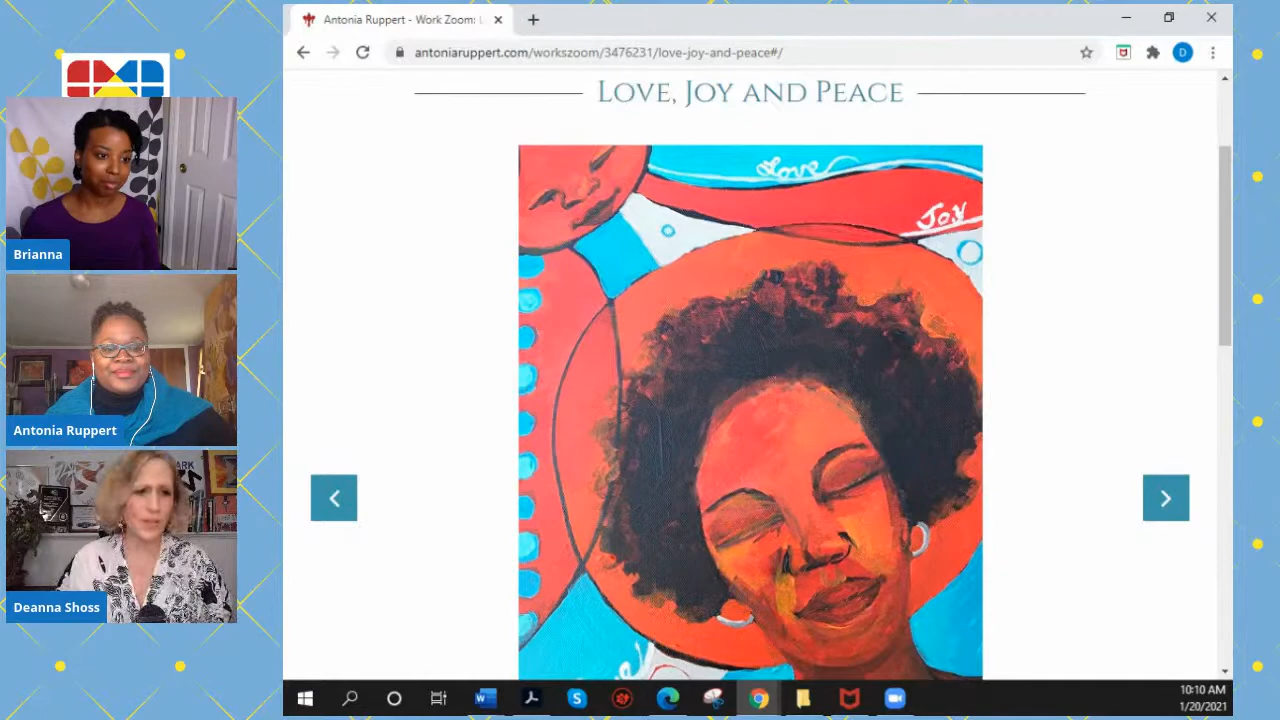 Antonia Ruppert - Work Zoom: L
antoniaruppert.com/workszoom/3476231/love-joy-and-peace#/
D
LOVE, JOY AND PEACE
Love
Joy
Brianna
Antonia Ruppert
Deanna Shoss
10:10 AM
1/20/2021